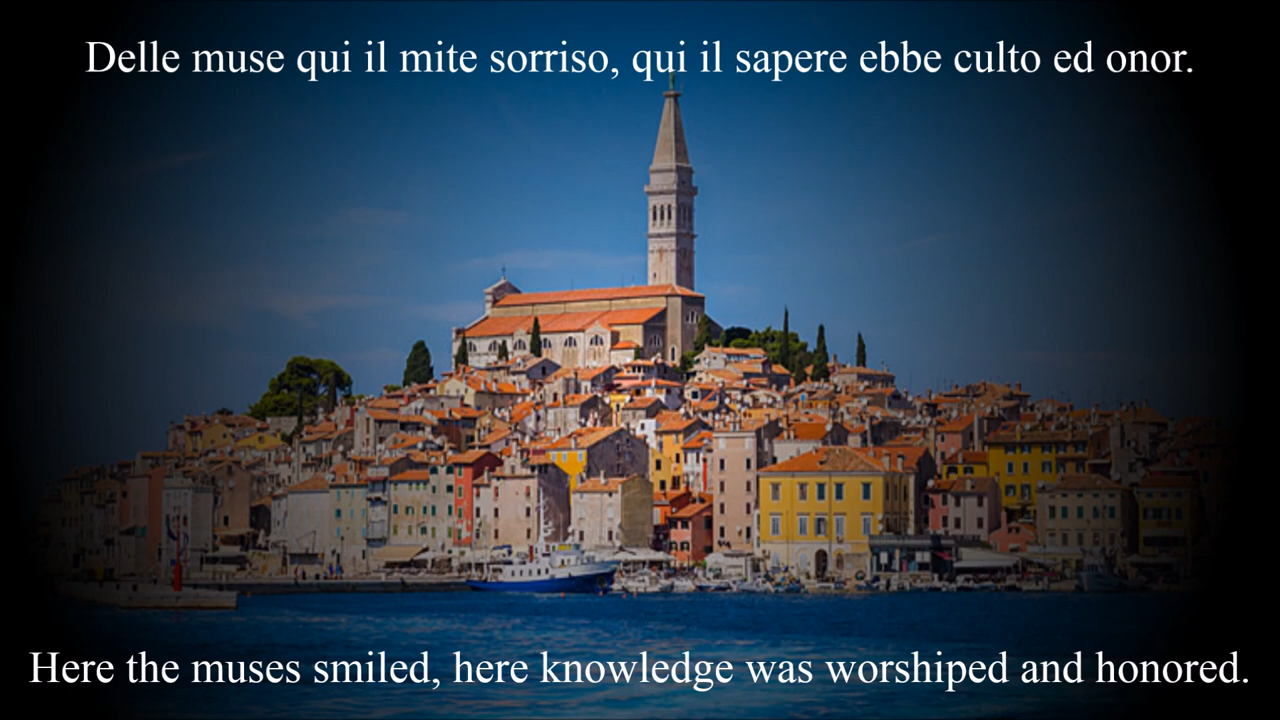 Delle muse qui il mite sorriso, qui il sapere ebbe culto ed onor.
Here the muses smiled, here knowledge was worshiped and honored.